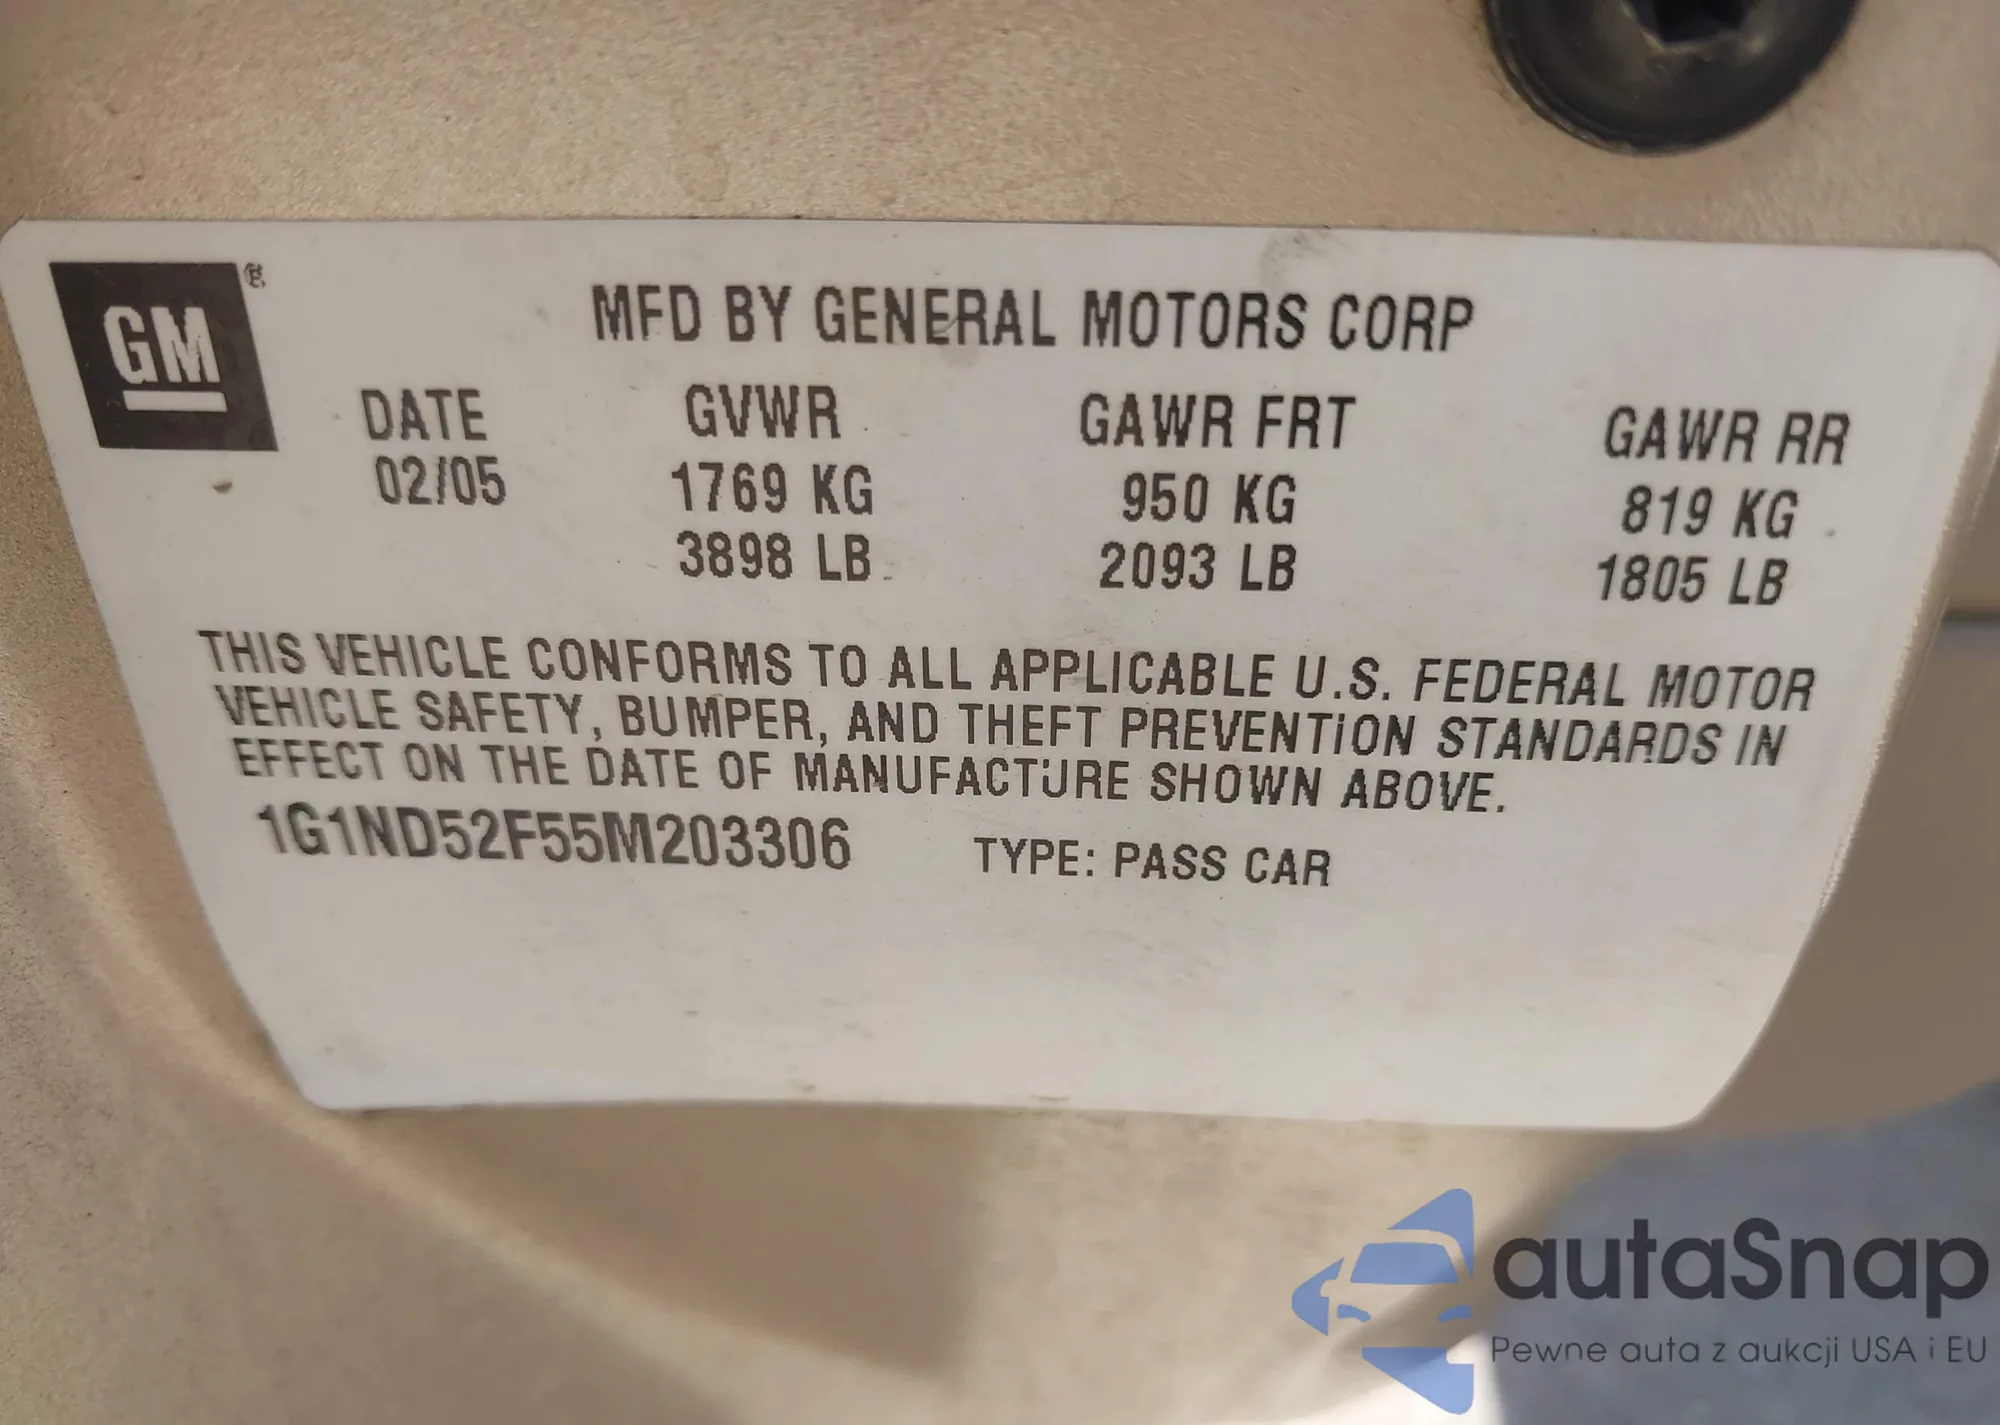 GM®
MFD BY GENERAL MOTORS CORP
DATE GVWR GAWR FRT GAWR RR
02/05 1769 KG 950 KG 819 KG
3898 LB 2093 LB 1805 LB
THIS VEHICLE CONFORMS TO ALL APPLICABLE U.S. FEDERAL MOTOR
VEHICLE SAFETY, BUMPER, AND THEFT PREVENTION STANDARDS IN
EFFECT ON THE DATE OF MANUFACTURE SHOWN ABOVE.
1G1ND52F55M203306 TYPE: PASS CAR
autaSnap
Pewne auta z aukcji USA i EU